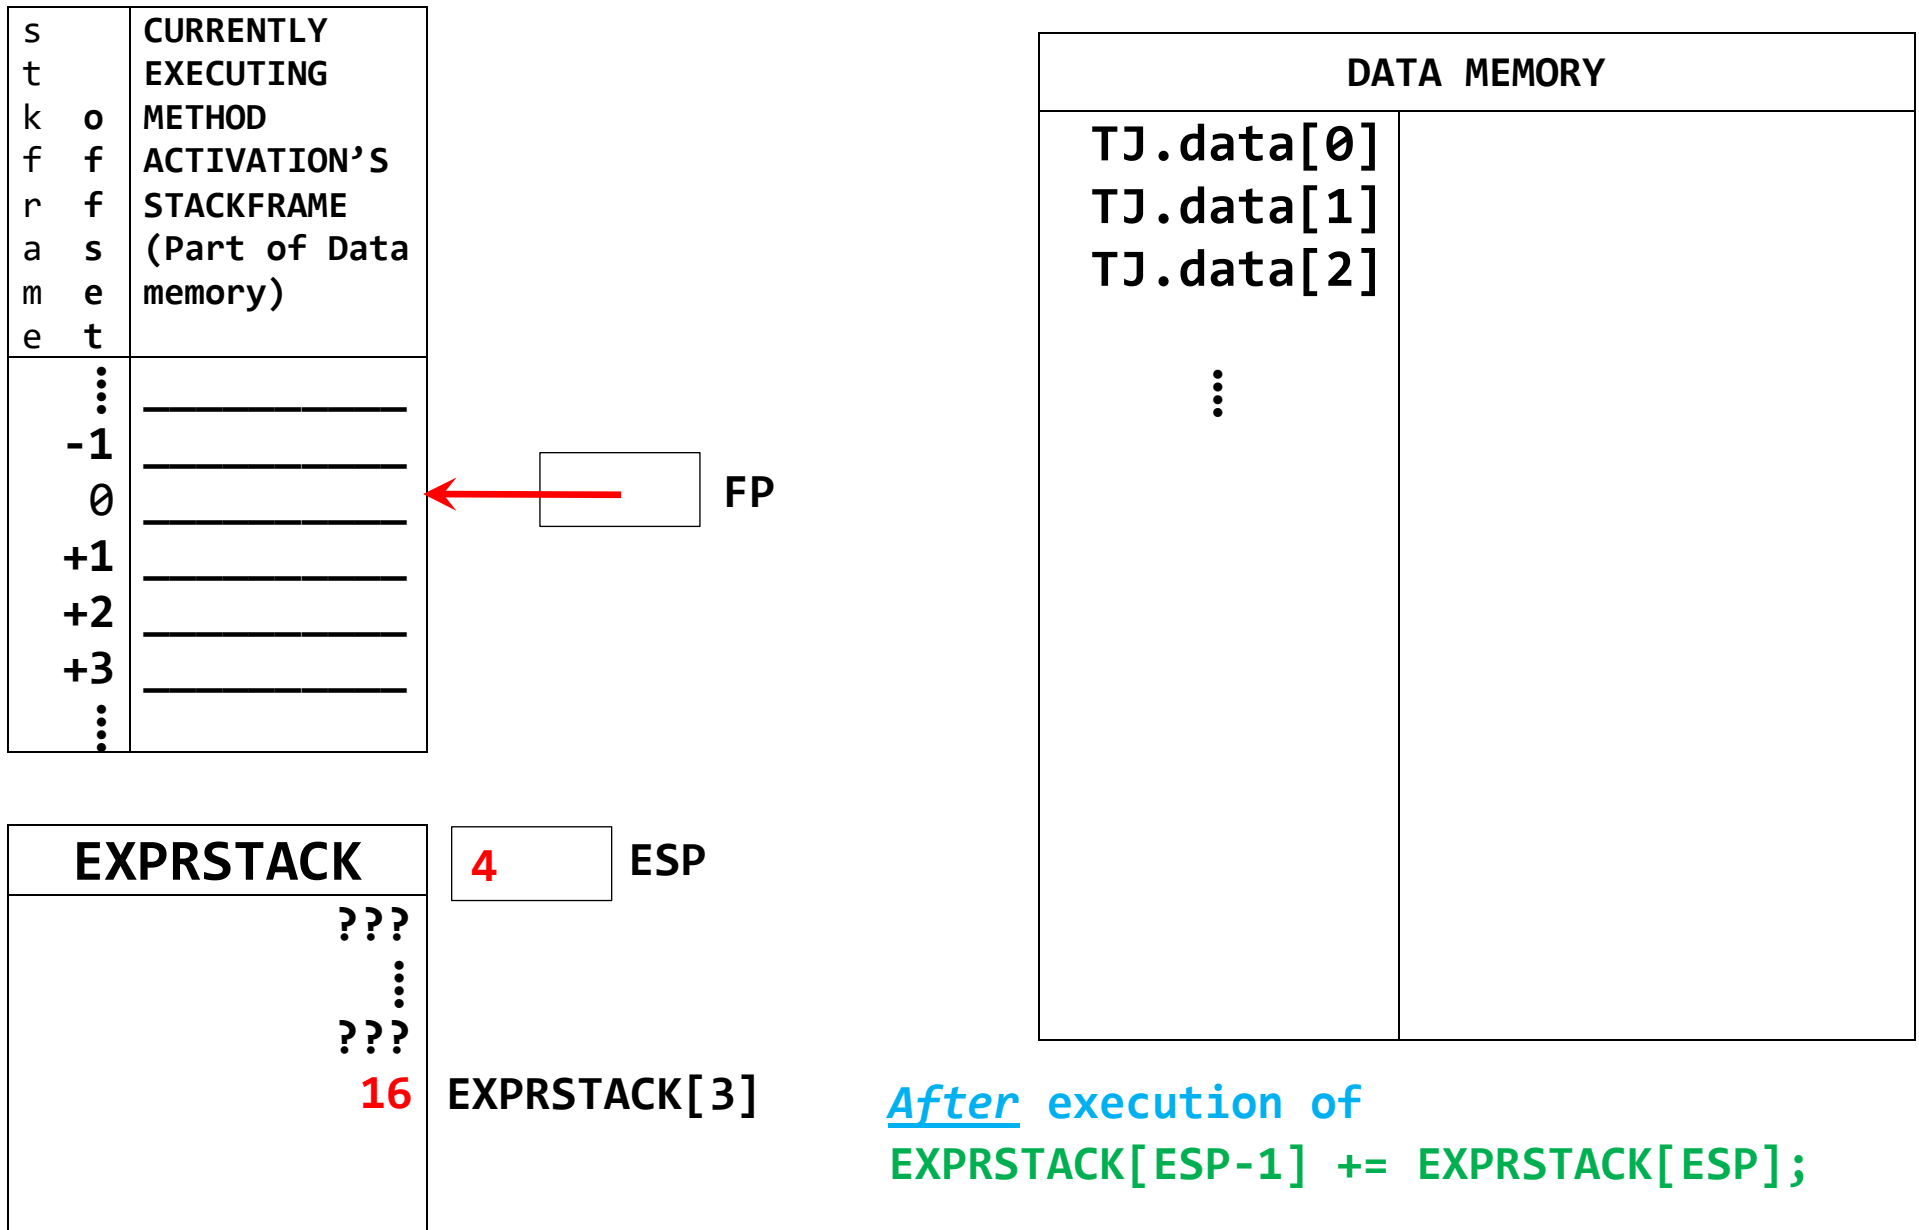 s CURRENTLY
t EXECUTING
k o METHOD
f f ACTIVATION’S
r f STACKFRAME
a s (Part of Data
m e memory)
e t
-1
0
+1
+2
+3
FP
DATA MEMORY
TJ.data[0]
TJ.data[1]
TJ.data[2]
EXPRSTACK
4 ESP
???
???
16 EXPRSTACK[3]
After execution of
EXPRSTACK[ESP-1] += EXPRSTACK[ESP];